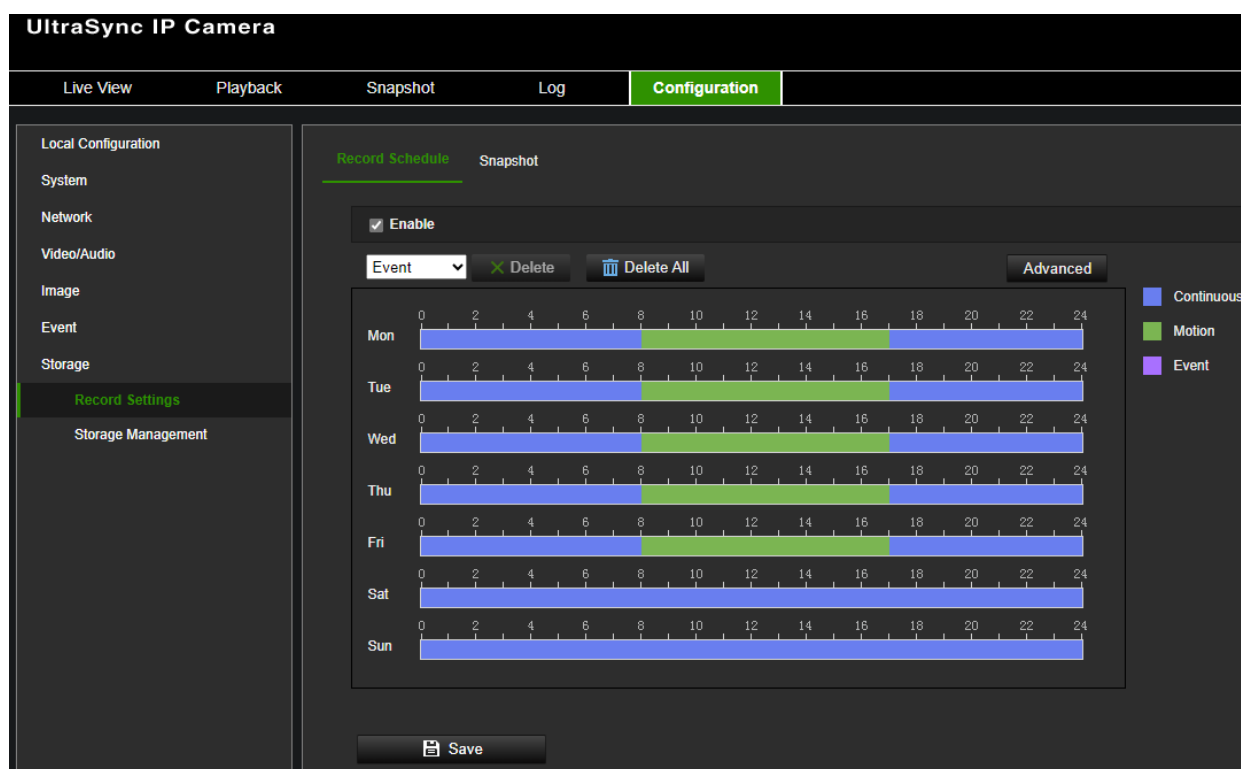 UltraSync IP Camera
Live View Playback Snapshot Log Configuration
Local Configuration
System
Network
Video/Audio
Image
Event
Storage
Record Settings
Storage Management
Record Schedule Snapshot
Enable
Event Delete Delete All Advanced
0 2 4 6 8 10 12 14 16 18 20 22 24
Mon
0 2 4 6 8 10 12 14 16 18 20 22 24
Tue
0 2 4 6 8 10 12 14 16 18 20 22 24
Wed
0 2 4 6 8 10 12 14 16 18 20 22 24
Thu
0 2 4 6 8 10 12 14 16 18 20 22 24
Fri
0 2 4 6 8 10 12 14 16 18 20 22 24
Sat
0 2 4 6 8 10 12 14 16 18 20 22 24
Sun
Continuous
Motion
Event
Save